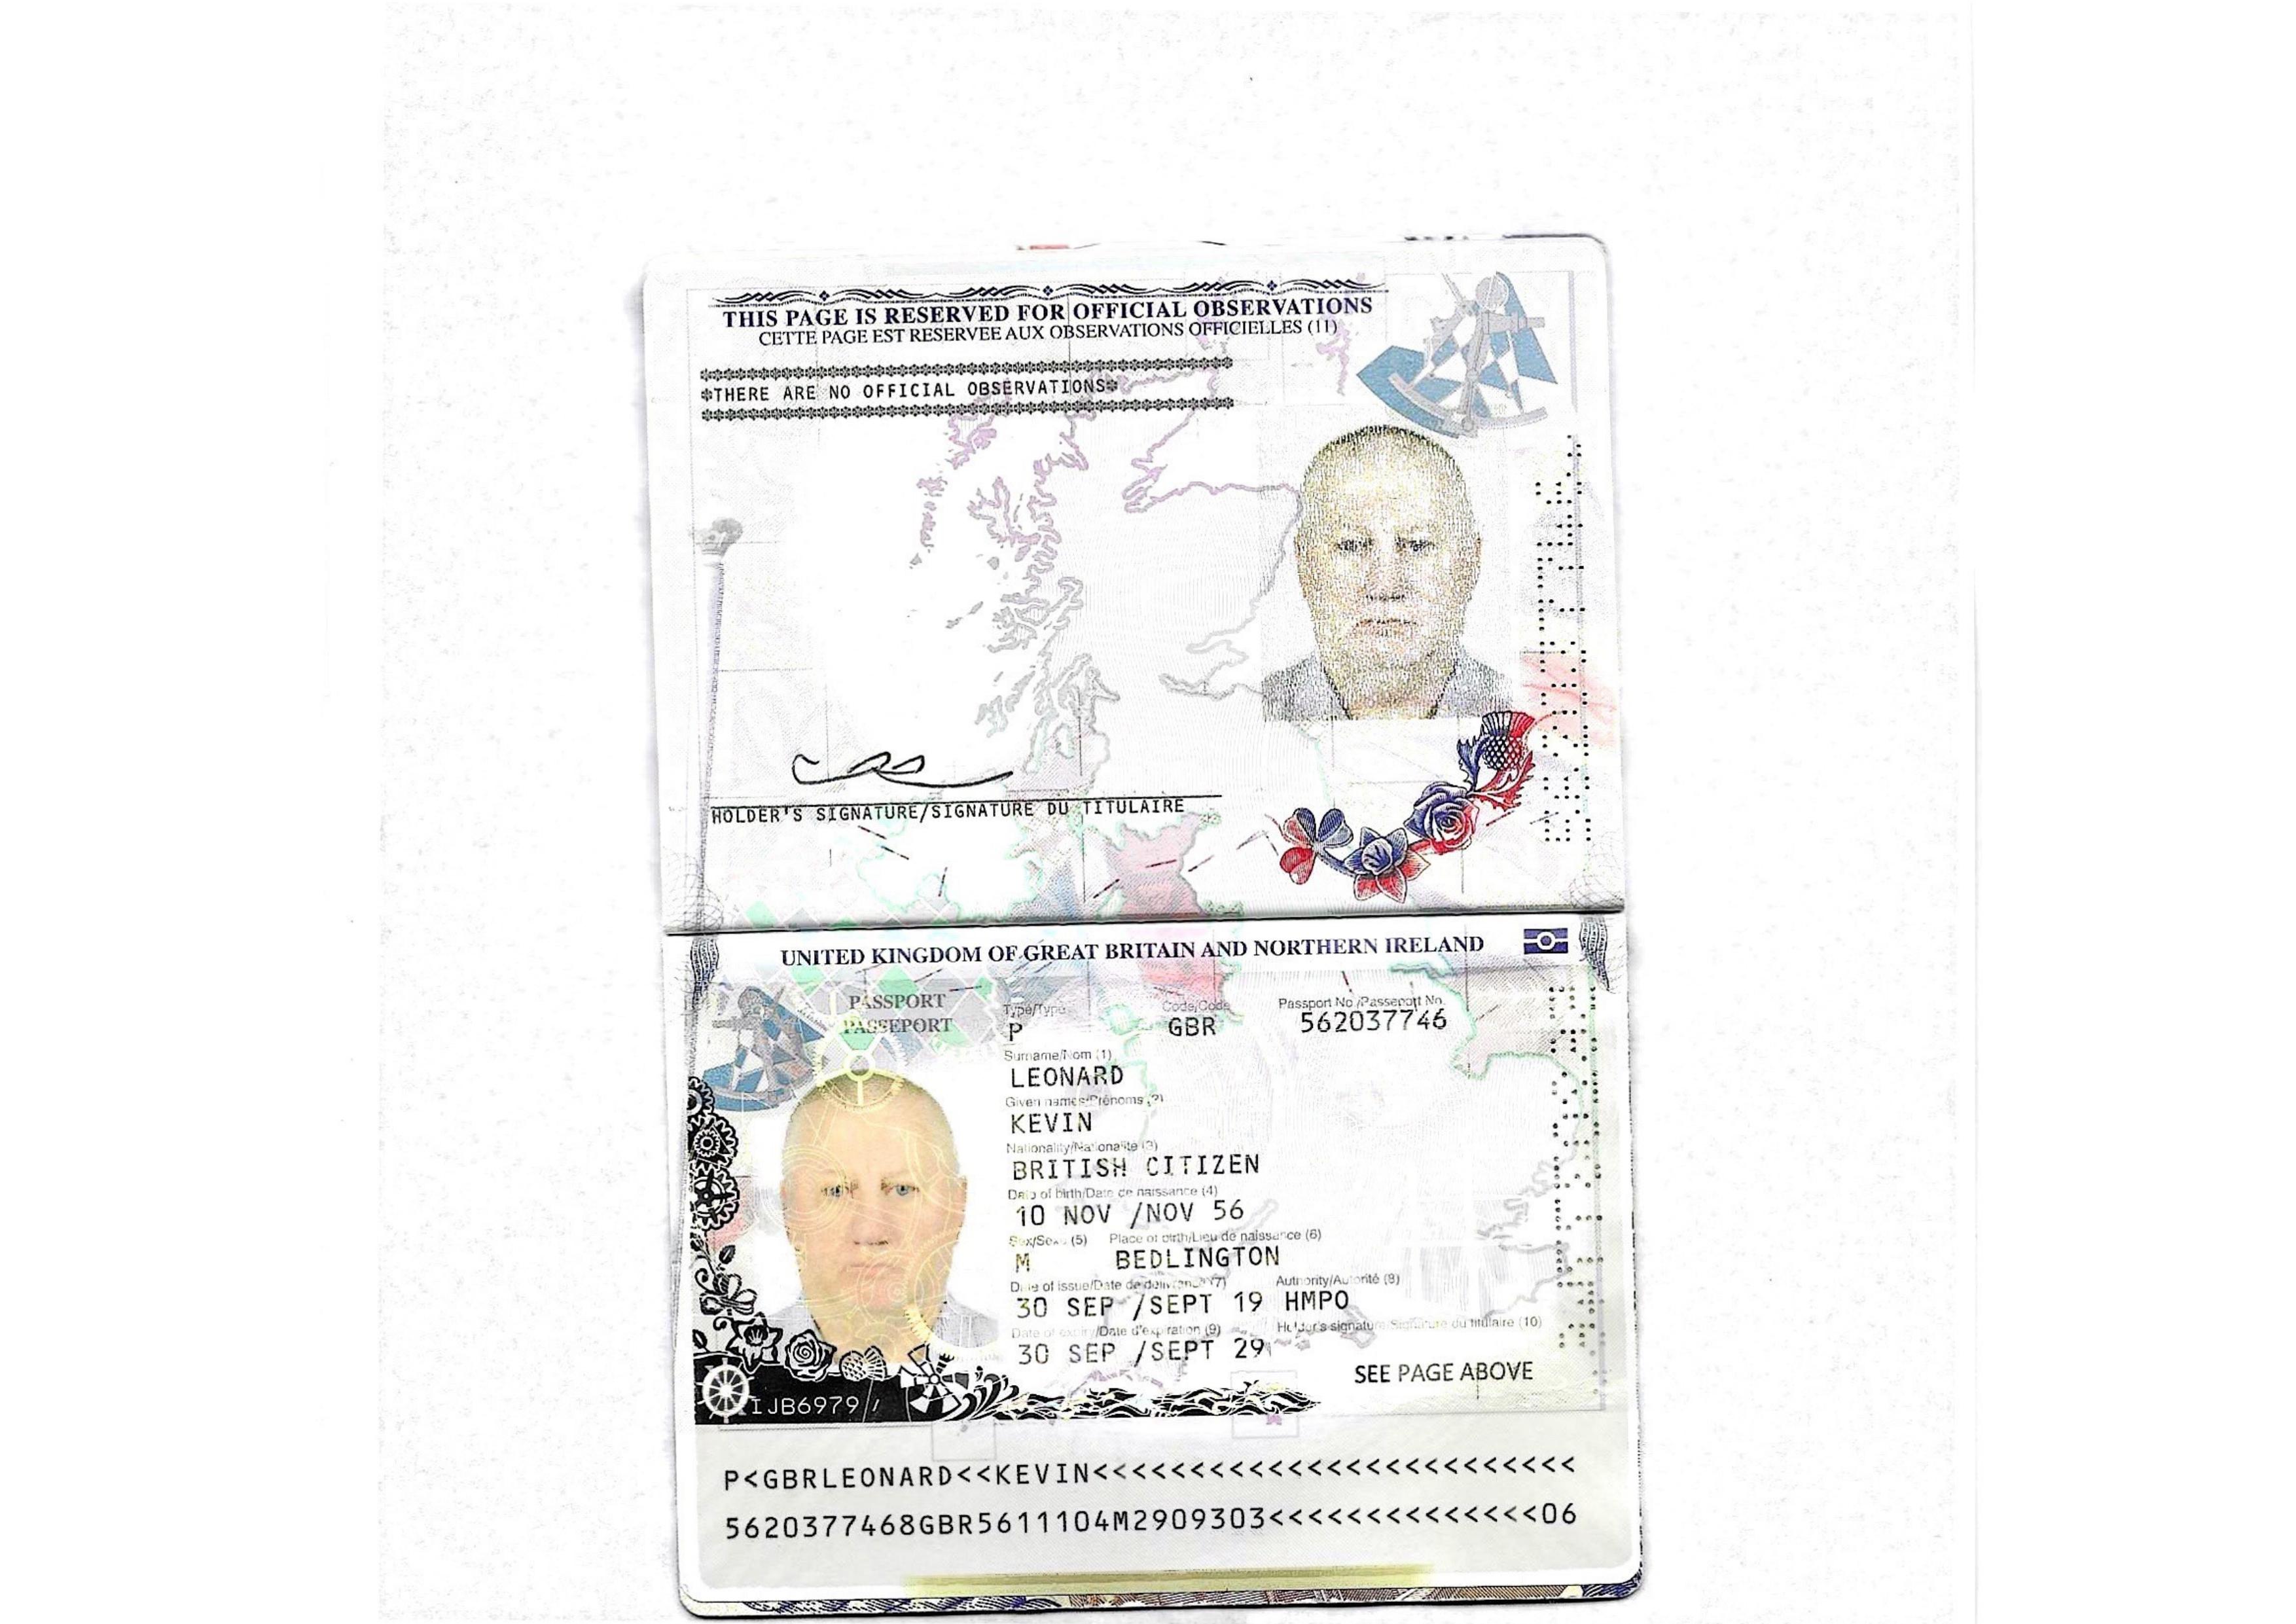 THIS PAGE IS RESERVED FOR OFFICIAL OBSERVATIONS
CETTE PAGE EST RESERVEE AUX OBSERVATIONS OFFICIELLES (11)
*THERE ARE NO OFFICIAL OBSERVATIONS*
HOLDER'S SIGNATURE/SIGNATURE DU TITULAIRE
UNITED KINGDOM OF GREAT BRITAIN AND NORTHERN IRELAND
PASSPORT
PASSEPORT
Type/Type Code/Code Passport No./Passeport No.
P GBR 562037746
Surname/Nom (1)
LEONARD
Given names/Prénoms (2)
KEVIN
Nationality/Nationalité (3)
BRITISH CITIZEN
Date of birth/Date de naissance (4)
10 NOV /NOV 56
Sex/Sexe (5) Place of birth/Lieu de naissance (6)
M BEDLINGTON
Date of issue/Date de délivrance (7) Authority/Autorité (8)
30 SEP /SEPT 19 HMPO
Date of expiry/Date d'expiration (9) Holder's signature/Signature du titulaire (10)
30 SEP /SEPT 29
SEE PAGE ABOVE
IJB6979
P<GBRLEONARD<<KEVIN<<<<<<<<<<<<<<<<<<<<<<<<<
5620377468GBR5611104M2909303<<<<<<<<<<<<<<06